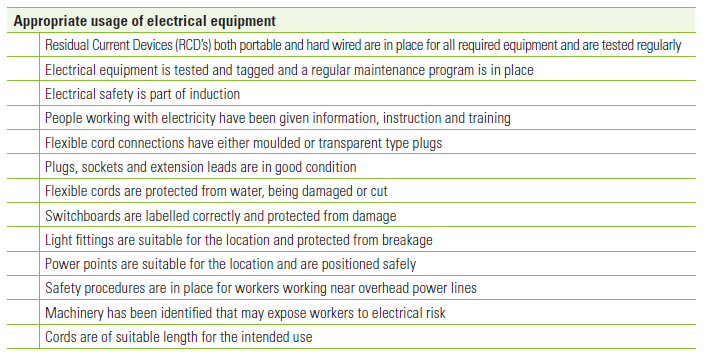 Appropriate usage of electrical equipment
Residual Current Devices (RCD's) both portable and hard wired are in place for all required equipment and are tested regularly
Electrical equipment is tested and tagged and a regular maintenance program is in place
Electrical safety is part of induction
People working with electricity have been given information, instruction and training
Flexible cord connections have either moulded or transparent type plugs
Plugs, sockets and extension leads are in good condition
Flexible cords are protected from water, being damaged or cut
Switchboards are labelled correctly and protected from damage
Light fittings are suitable for the location and protected from breakage
Power points are suitable for the location and are positioned safely
Safety procedures are in place for workers working near overhead power lines
Machinery has been identified that may expose workers to electrical risk
Cords are of suitable length for the intended use